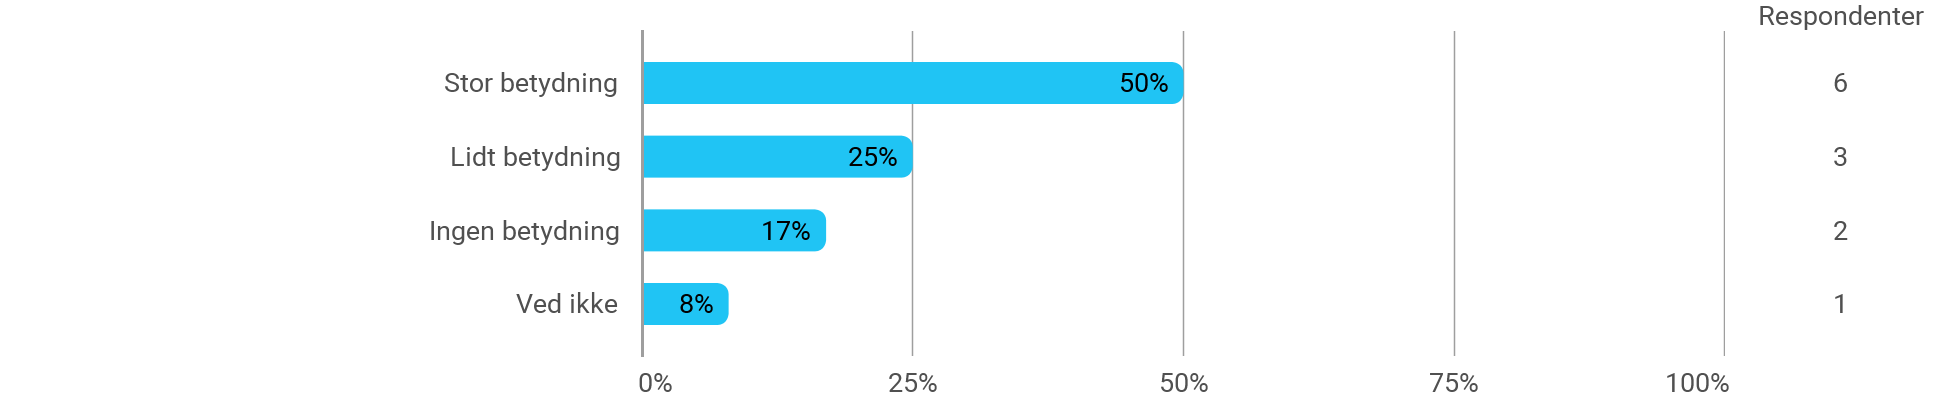 Respondenter
Stor betydning 50% 6
Lidt betydning 25% 3
Ingen betydning 17% 2
Ved ikke 8% 1
0% 25% 50% 75% 100%